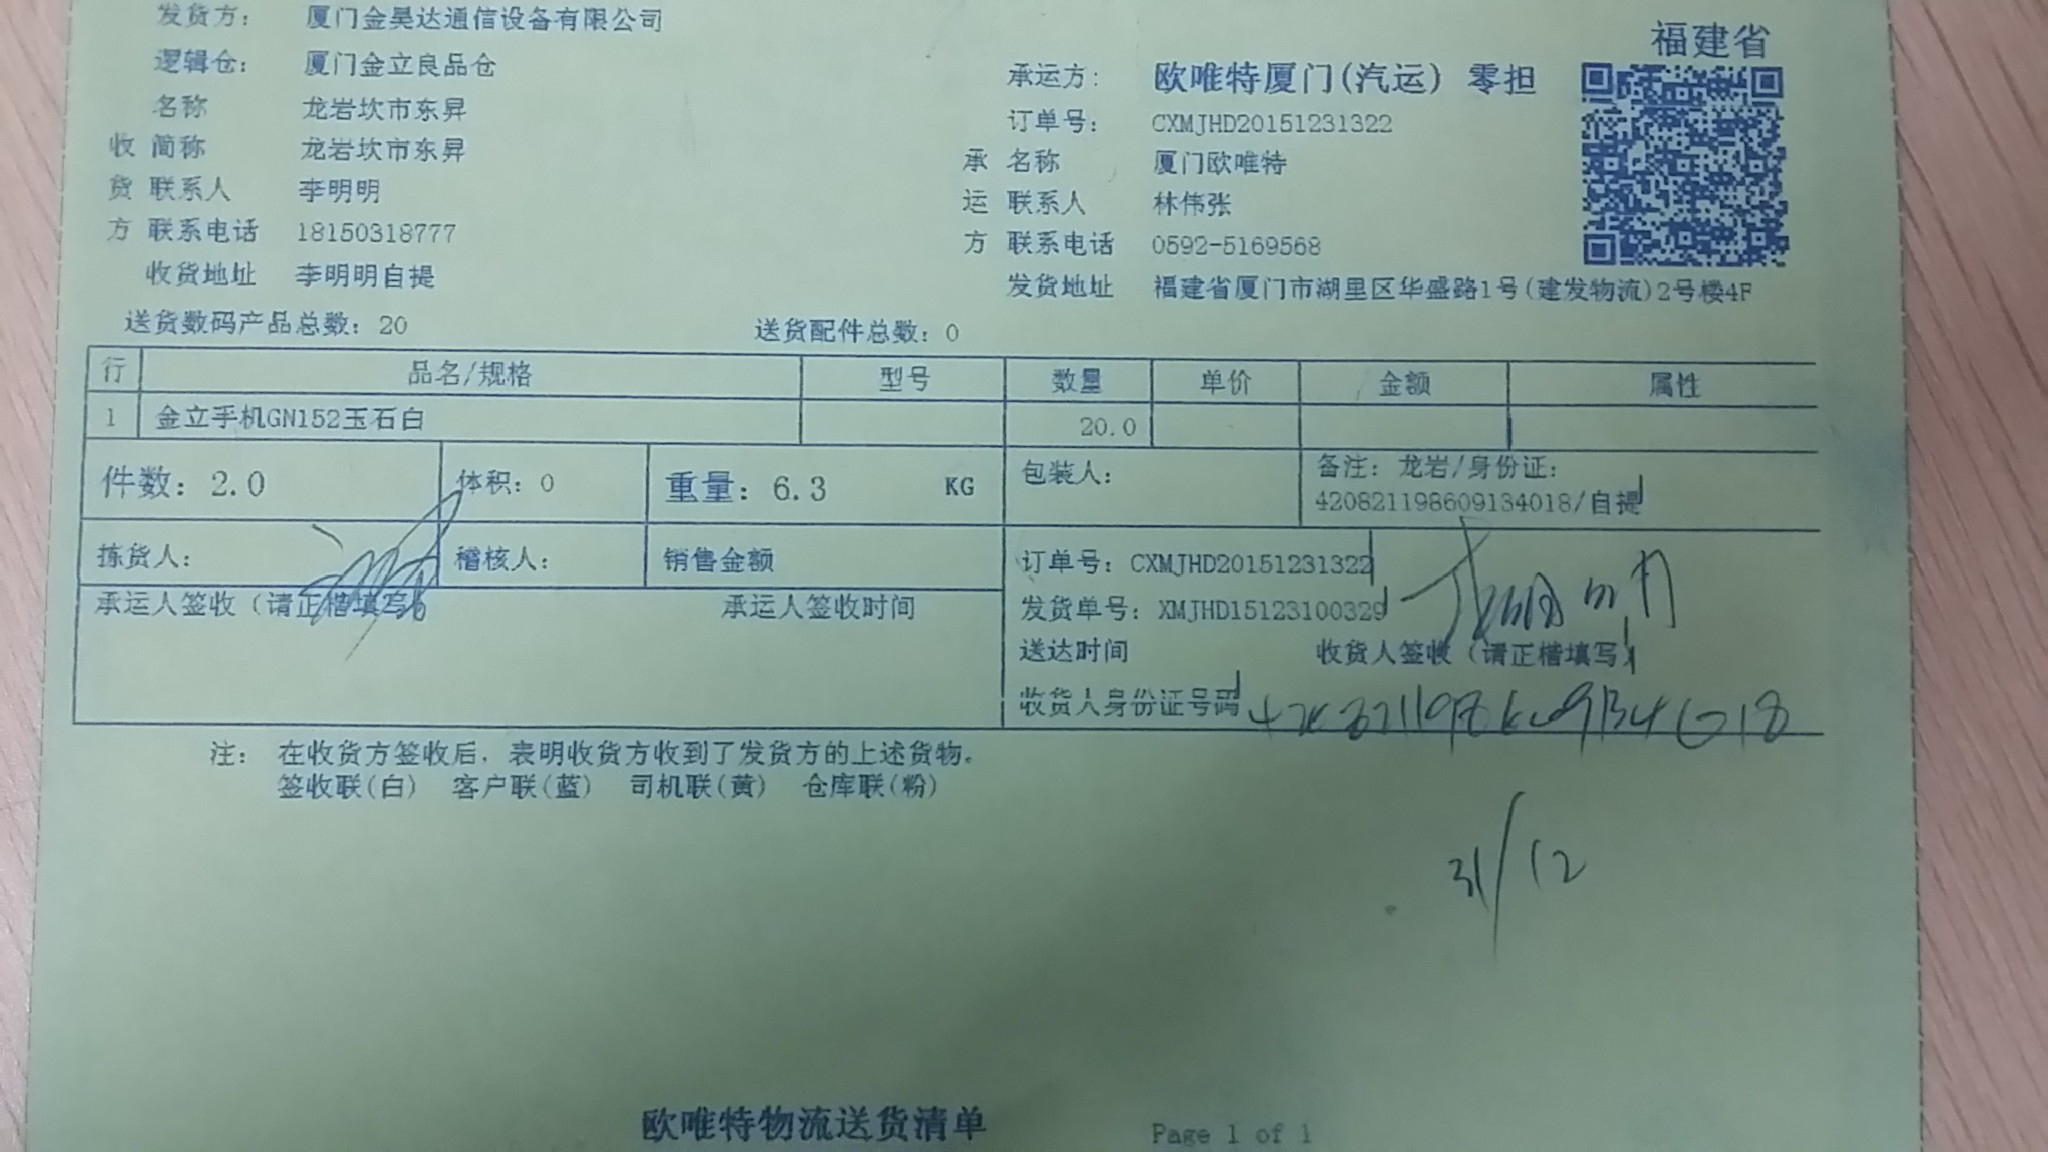 发货方： 厦门金昊达通信设备有限公司
福建省
逻辑仓： 厦门金立良品仓
承运方： 欧唯特厦门(汽运) 零担
名称 龙岩坎市东昇
订单号： CXMJHD20151231322
收 简称 龙岩坎市东昇
承 名称 厦门欧唯特
货 联系人 李明明
运 联系人 林伟张
方 联系电话 18150318777
方 联系电话 0592-5169568
收货地址 李明明自提
发货地址 福建省厦门市湖里区华盛路1号(建发物流)2号楼4F
送货数码产品总数：20 送货配件总数：0
行 品名/规格 型号 数量 单价 金额 属性
1 金立手机GN152玉石白 20.0
件数：2.0 体积：0 重量：6.3 KG 包装人：
备注：龙岩/身份证：
420821198609134018/自提
拣货人： 稽核人： 销售金额
订单号：CXMJHD20151231322
承运人签收（请正楷填写） 承运人签收时间
发货单号：XMJHD15123100329
送达时间 收货人签收（请正楷填写）
收货人身份证号码
注： 在收货方签收后，表明收货方收到了发货方的上述货物。
签收联(白) 客户联(蓝) 司机联(黄) 仓库联(粉)
31/12
欧唯特物流送货清单 Page 1 of 1